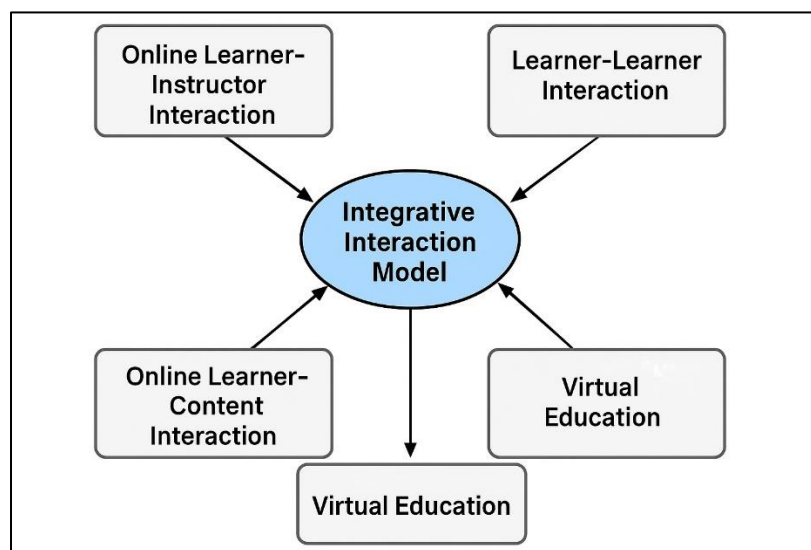 Online Learner-
Instructor
Interaction
Learner-Learner
Interaction
Integrative
Interaction
Model
Online Learner-
Content
Interaction
Virtual
Education
Virtual Education